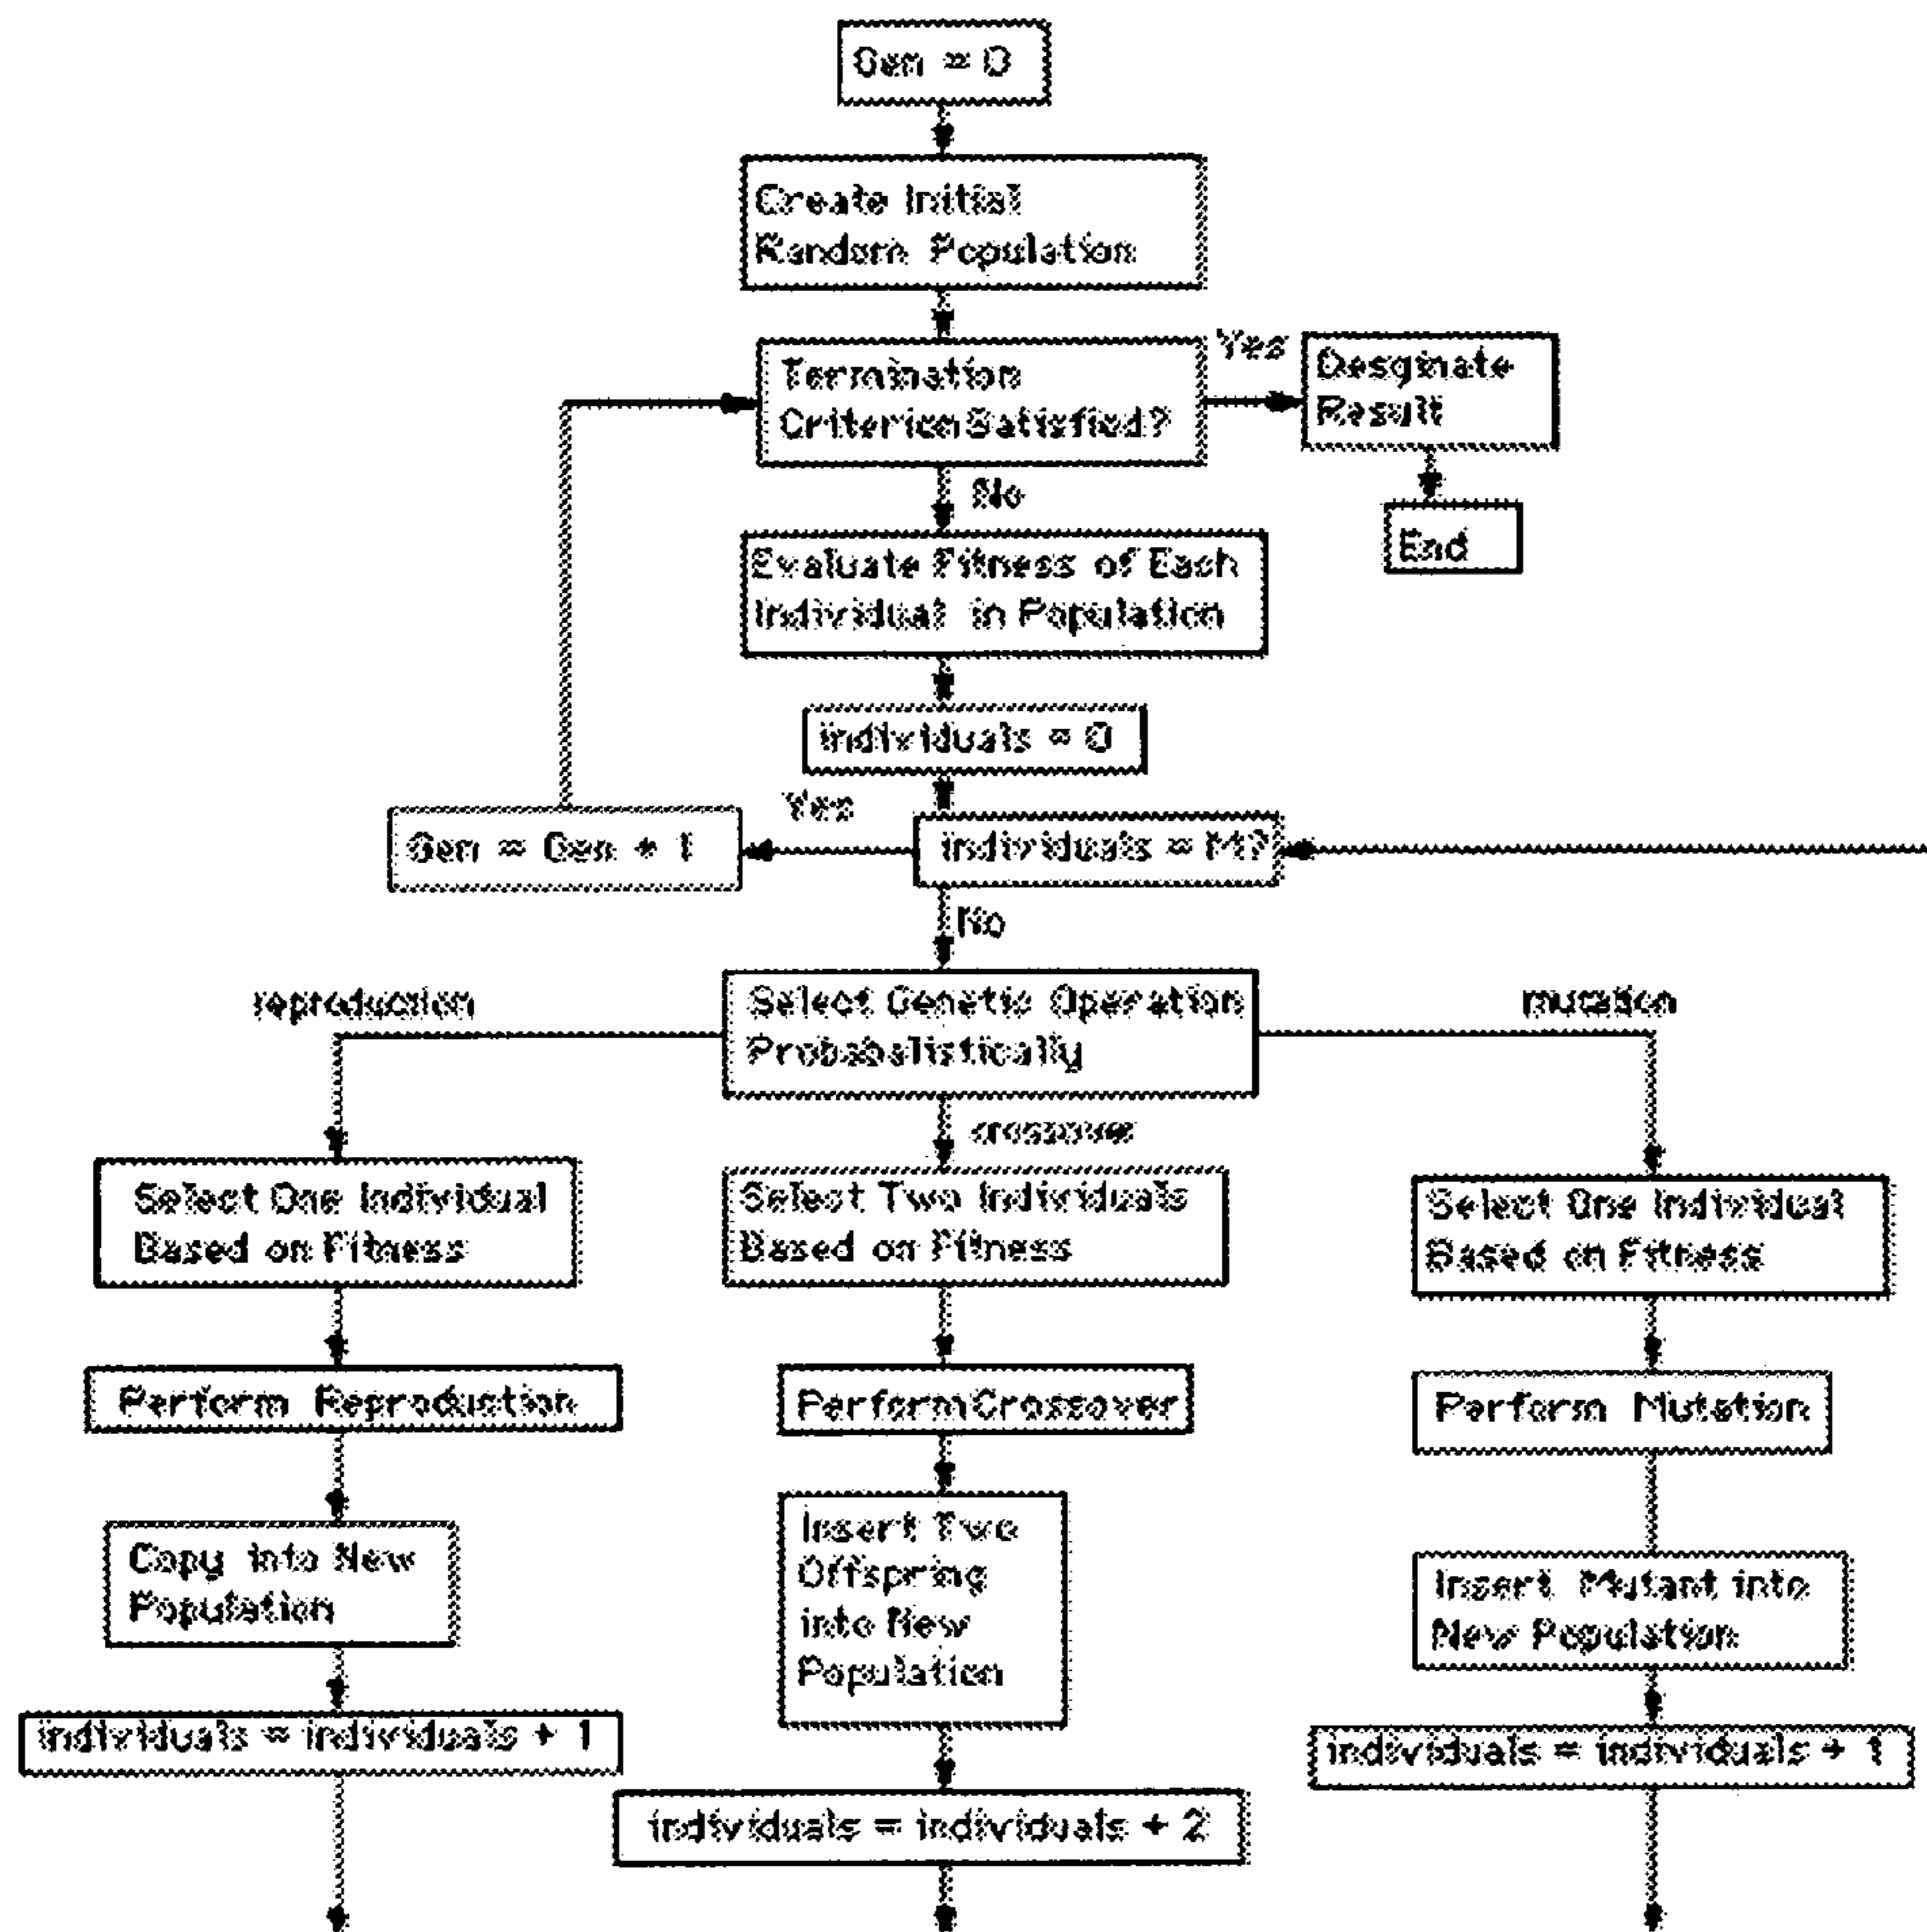 Gen = 0
Create Initial
Random Population
Termination
Criterion Satisfied?
Yes
Desginate
Result
No
End
Evaluate Fitness of Each
Individual in Population
individuals = 0
Yes
Gen = Gen + 1
individuals = M?
No
reproduction
Select Genetic Operation
Probabalistically
mutation
crossover
Select One Individual
Based on Fitness
Select Two Individuals
Based on Fitness
Select One Individual
Based on Fitness
Perform Reproduction
Perform Crossover
Perform Mutation
Copy into New
Population
Insert Two
Offspring
into New
Population
Insert Mutant into
New Population
individuals = individuals + 1
individuals = individuals + 2
individuals = individuals + 1